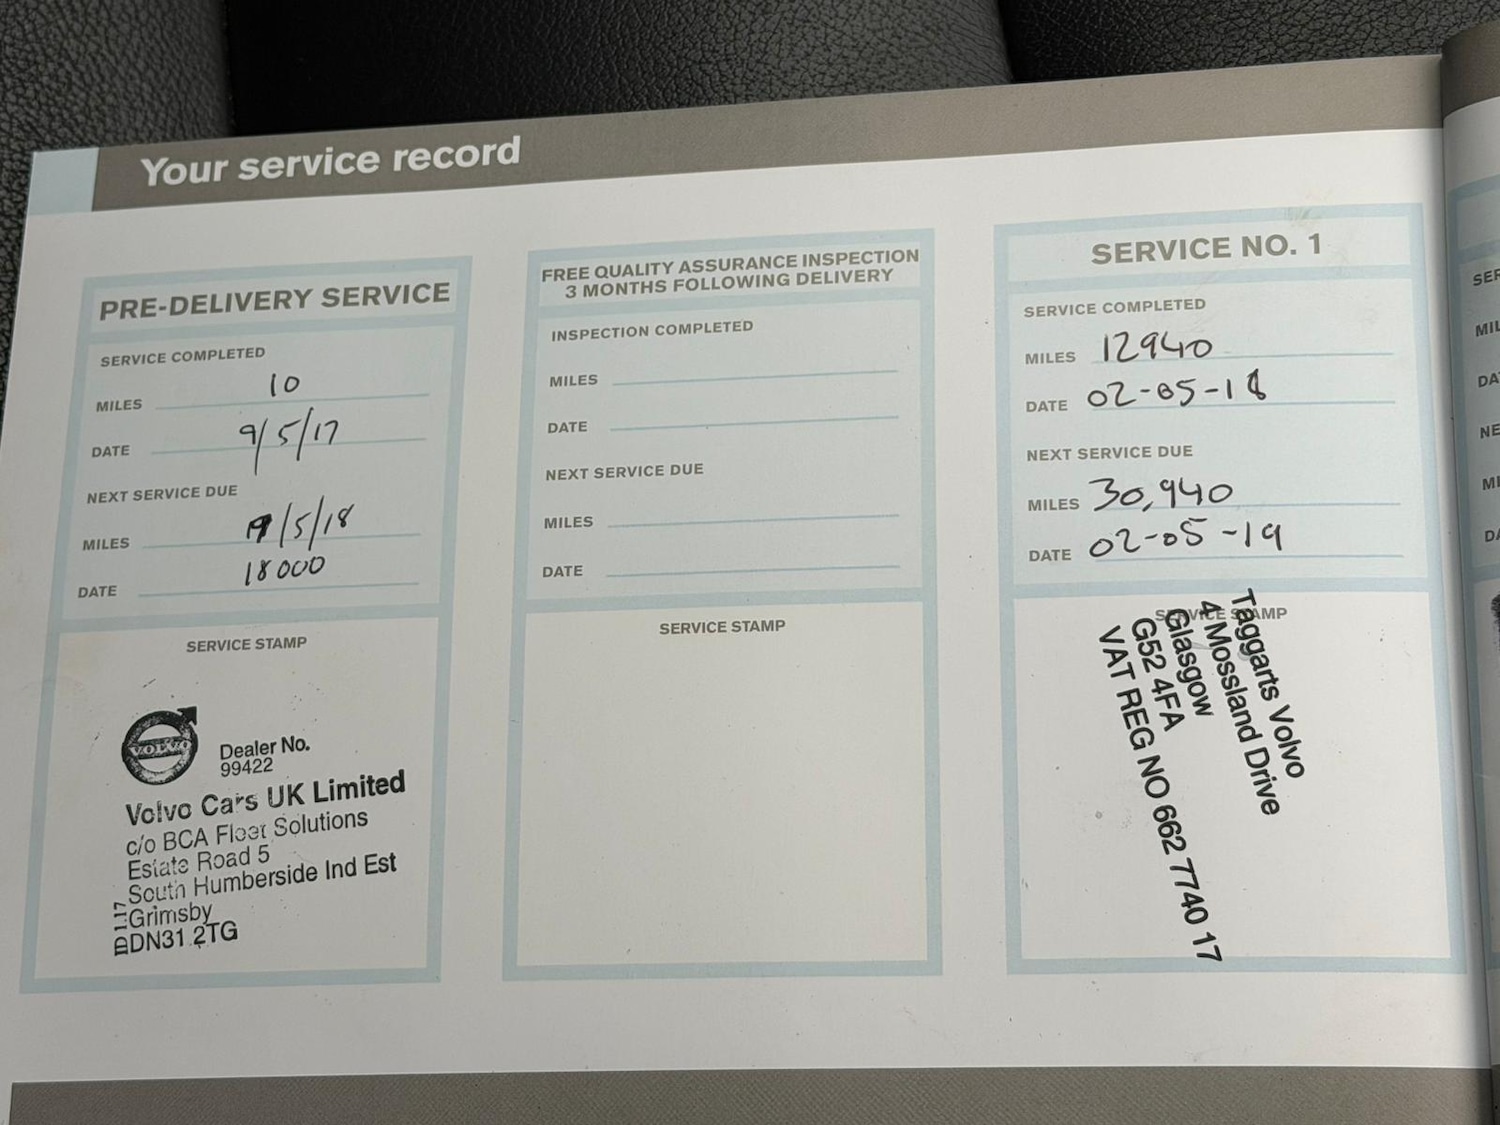 Your service record
PRE-DELIVERY SERVICE
SERVICE COMPLETED
MILES 10
DATE 9/5/17
NEXT SERVICE DUE
MILES 9/5/18
DATE 18000
SERVICE STAMP
VOLVO
Dealer No.
99422
Volvo Cars UK Limited
c/o BCA Fleet Solutions
Estate Road 5
South Humberside Ind Est
Grimsby
DN31 2TG
FREE QUALITY ASSURANCE INSPECTION
3 MONTHS FOLLOWING DELIVERY
INSPECTION COMPLETED
MILES
DATE
NEXT SERVICE DUE
MILES
DATE
SERVICE STAMP
SERVICE NO. 1
SERVICE COMPLETED
MILES 12940
DATE 02-05-18
NEXT SERVICE DUE
MILES 30,940
DATE 02-05-19
SERVICE STAMP
Taggarts Volvo
4 Mossland Drive
Glasgow
G52 4FA
VAT REG NO 662 7740 17